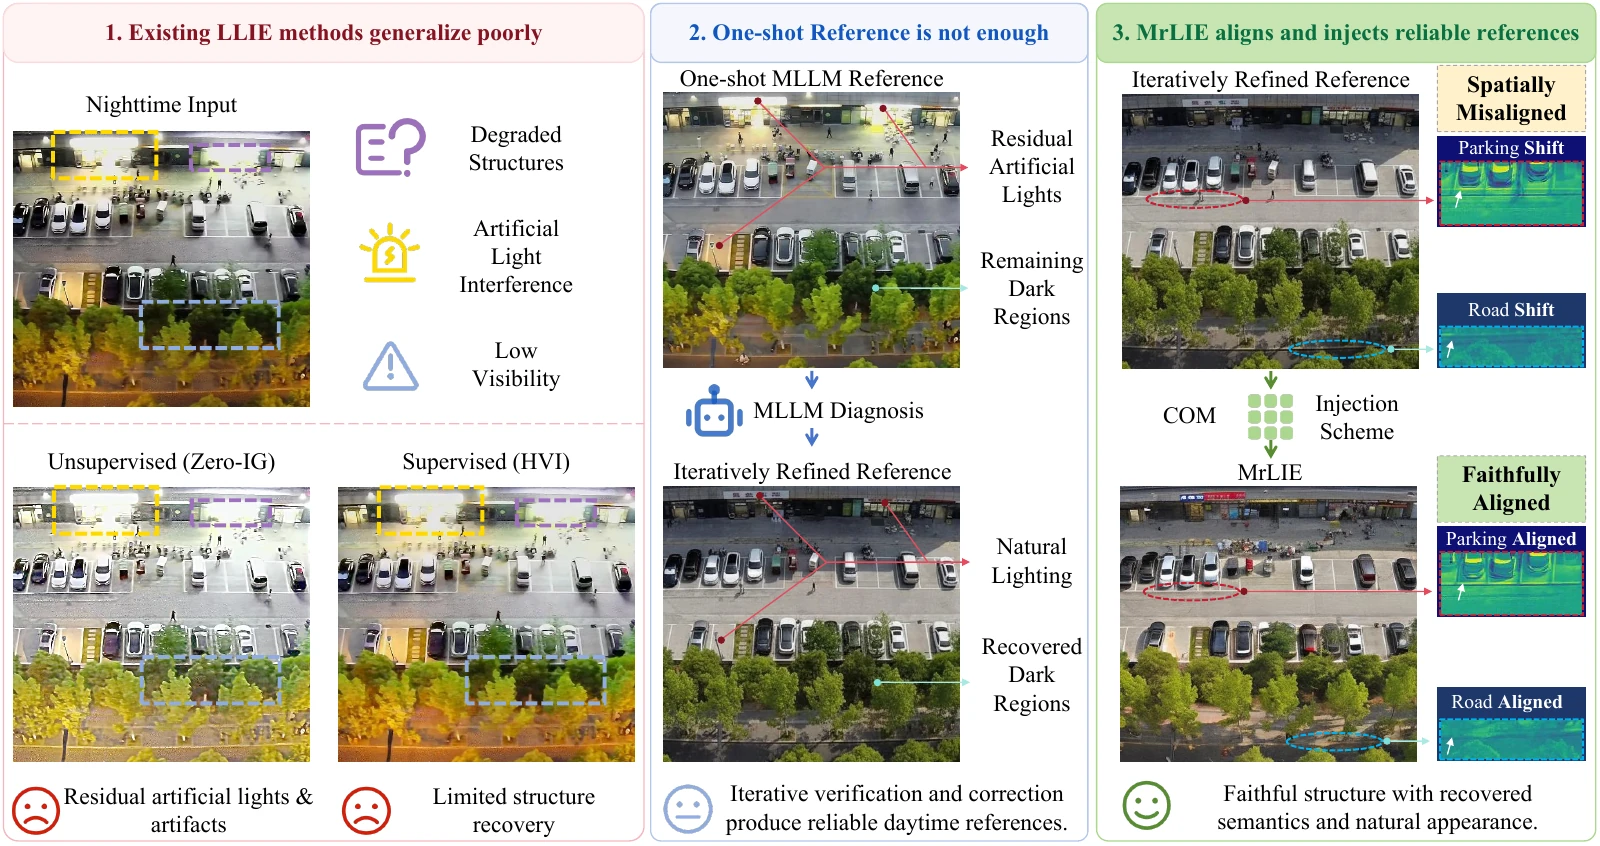 1. Existing LLIE methods generalize poorly
Nighttime Input
Degraded
Structures
Artificial
Light
Interference
Low
Visibility
Unsupervised (Zero-IG)
Supervised (HVI)
Residual artificial lights &
artifacts
Limited structure
recovery
2. One-shot Reference is not enough
One-shot MLLM Reference
Residual
Artificial
Lights
Remaining
Dark
Regions
MLLM Diagnosis
Iteratively Refined Reference
Natural
Lighting
Recovered
Dark
Regions
Iterative verification and correction
produce reliable daytime references.
3. MrLIE aligns and injects reliable references
Iteratively Refined Reference
Spatially
Misaligned
Parking Shift
Road Shift
COM
Injection
Scheme
MrLIE
Faithfully
Aligned
Parking Aligned
Road Aligned
Faithful structure with recovered
semantics and natural appearance.